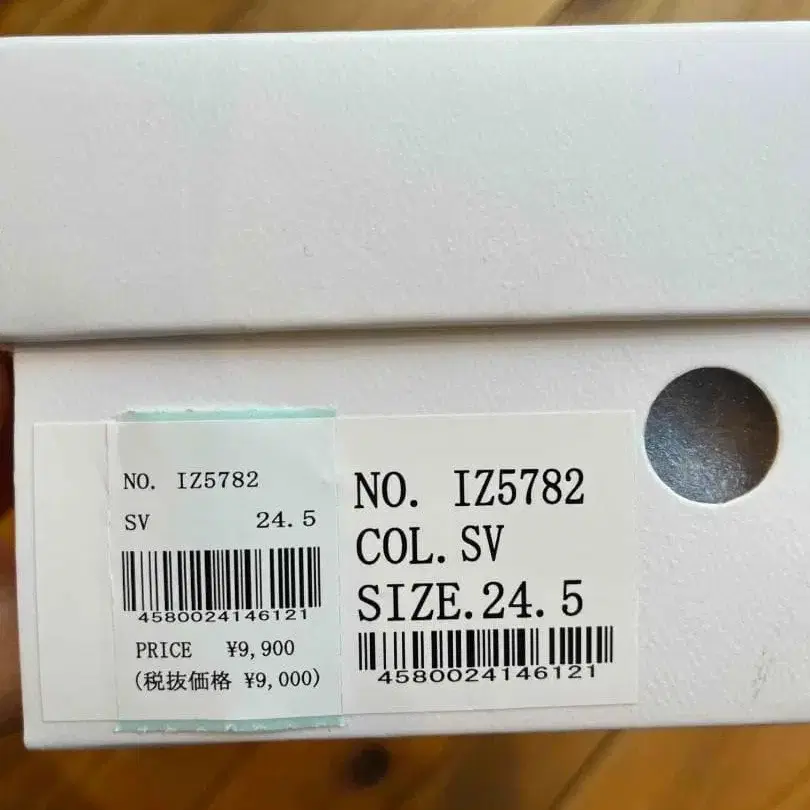 NO. IZ5782
SV 24.5
4580024146121
PRICE ¥9,900
(税抜価格 ¥9,000)
NO. IZ5782
COL. SV
SIZE. 24.5
4580024146121